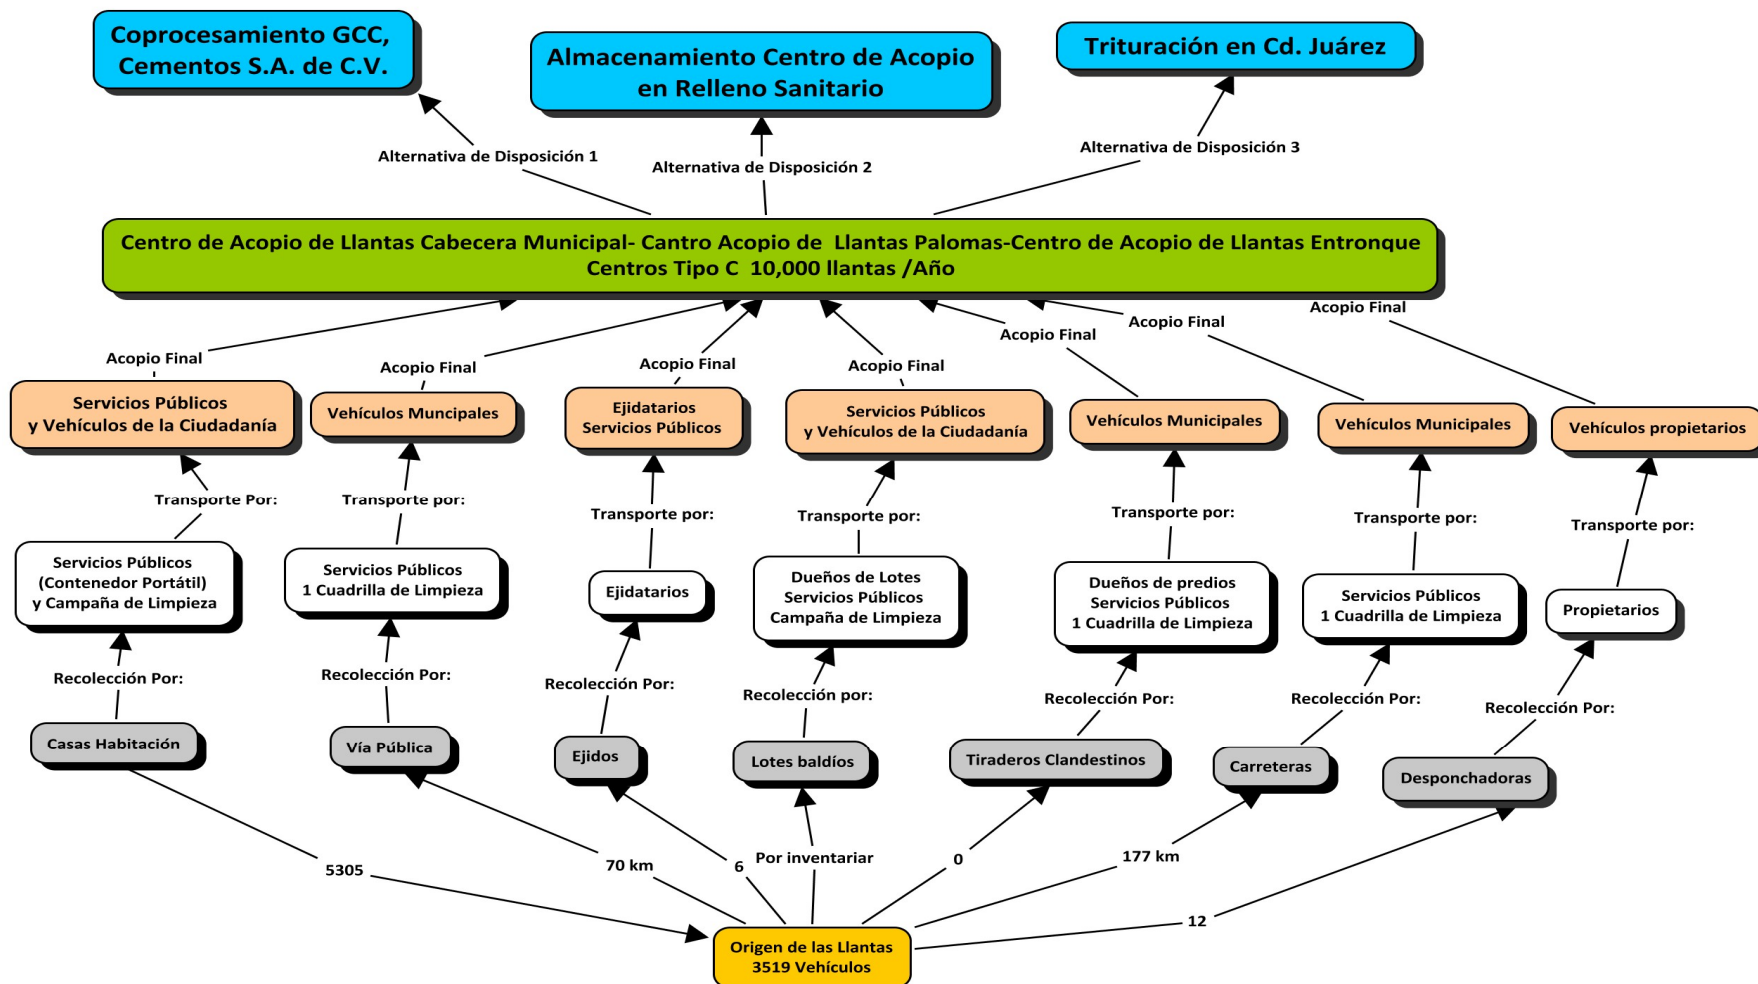 Coprocesamiento GCC,
Cementos S.A. de C.V.
Almacenamiento Centro de Acopio
en Relleno Sanitario
Trituración en Cd. Juárez
Alternativa de Disposición 1
Alternativa de Disposición 2
Alternativa de Disposición 3
Centro de Acopio de Llantas Cabecera Municipal- Cantro Acopio de  Llantas Palomas-Centro de Acopio de Llantas Entronque
Centros Tipo C  10,000 llantas /Año
Acopio Final
Acopio Final
Acopio Final
Acopio Final
Acopio Final
Acopio Final
Acopio Final
Servicios Públicos
y Vehículos de la Ciudadanía
Vehículos Muncipales
Ejidatarios
Servicios Públicos
Servicios Públicos
y Vehículos de la Ciudadanía
Vehículos Municipales
Vehículos Municipales
Vehículos propietarios
Transporte Por:
Transporte por:
Transporte por:
Transporte por:
Transporte por:
Transporte por:
Transporte por:
Servicios Públicos
(Contenedor Portátil)
y Campaña de Limpieza
Servicios Públicos
1 Cuadrilla de Limpieza
Ejidatarios
Dueños de Lotes
Servicios Públicos
Campaña de Limpieza
Dueños de predios
Servicios Públicos
1 Cuadrilla de Limpieza
Servicios Públicos
1 Cuadrilla de Limpieza
Propietarios
Recolección Por:
Recolección Por:
Recolección Por:
Recolección por:
Recolección Por:
Recolección Por:
Recolección Por:
Casas Habitación
Vía Pública
Ejidos
Lotes baldíos
Tiraderos Clandestinos
Carreteras
Desponchadoras
5305
70 km
6
Por inventariar
0
177 km
12
Origen de las Llantas
3519 Vehículos